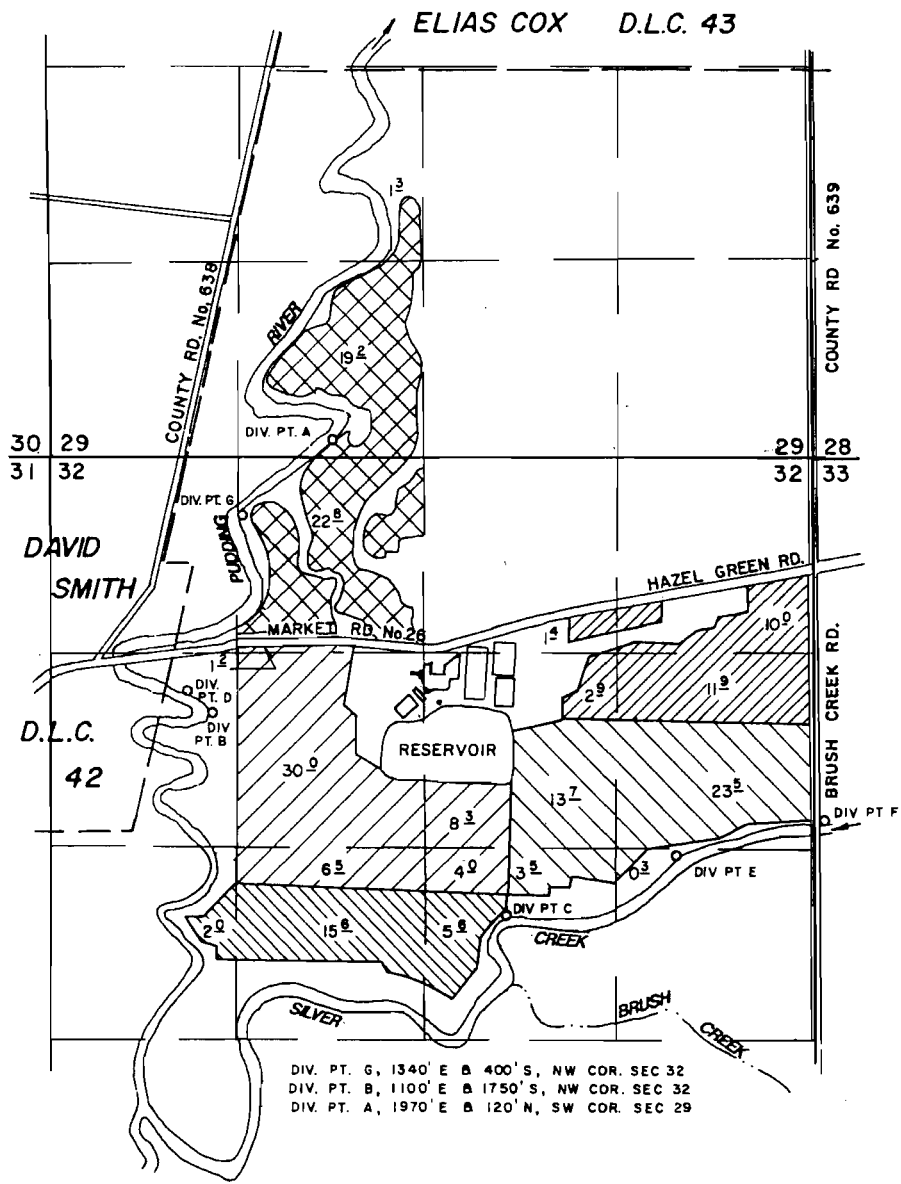 ELIAS COX D.L.C. 43
1 3
COUNTY RD. No. 638
COUNTY RD No. 639
RIVER
19 2
DIV. PT. A
30 29
31 32
29 28
32 33
DIV. PT. G
22 8
PUDDING
DAVID
SMITH
HAZEL GREEN RD.
MARKET RD. No. 26
1 4
10 0
1 2
2 9
11 9
DIV.
PT. D
DIV
PT. B
D.L.C.
42
RESERVOIR
BRUSH CREEK RD.
30 0
13 7
23 5
8 3
DIV PT F
6 5
4 0
3 5
0 3
DIV PT E
DIV PT C
2 0
15 6
5 6
CREEK
SILVER
BRUSH
CREEK
DIV. PT. G, 1340' E & 400' S, NW COR. SEC 32
DIV. PT. B, 1100' E & 1750' S, NW COR. SEC 32
DIV. PT. A, 1970' E & 120' N, SW COR. SEC 29